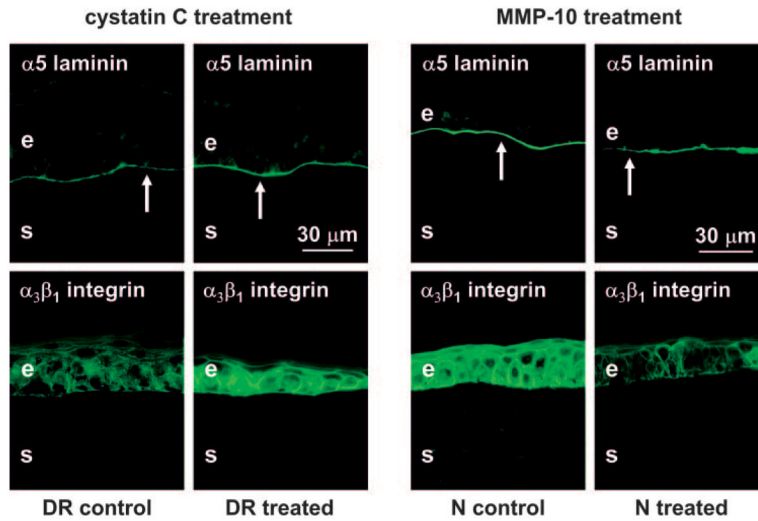 cystatin C treatment
MMP-10 treatment
α5 laminin
α5 laminin
α5 laminin
α5 laminin
e
e
e
e
s
s
30 μm
s
s
30 μm
α₃β₁ integrin
α₃β₁ integrin
α₃β₁ integrin
α₃β₁ integrin
e
e
e
e
s
s
s
s
DR control
DR treated
N control
N treated